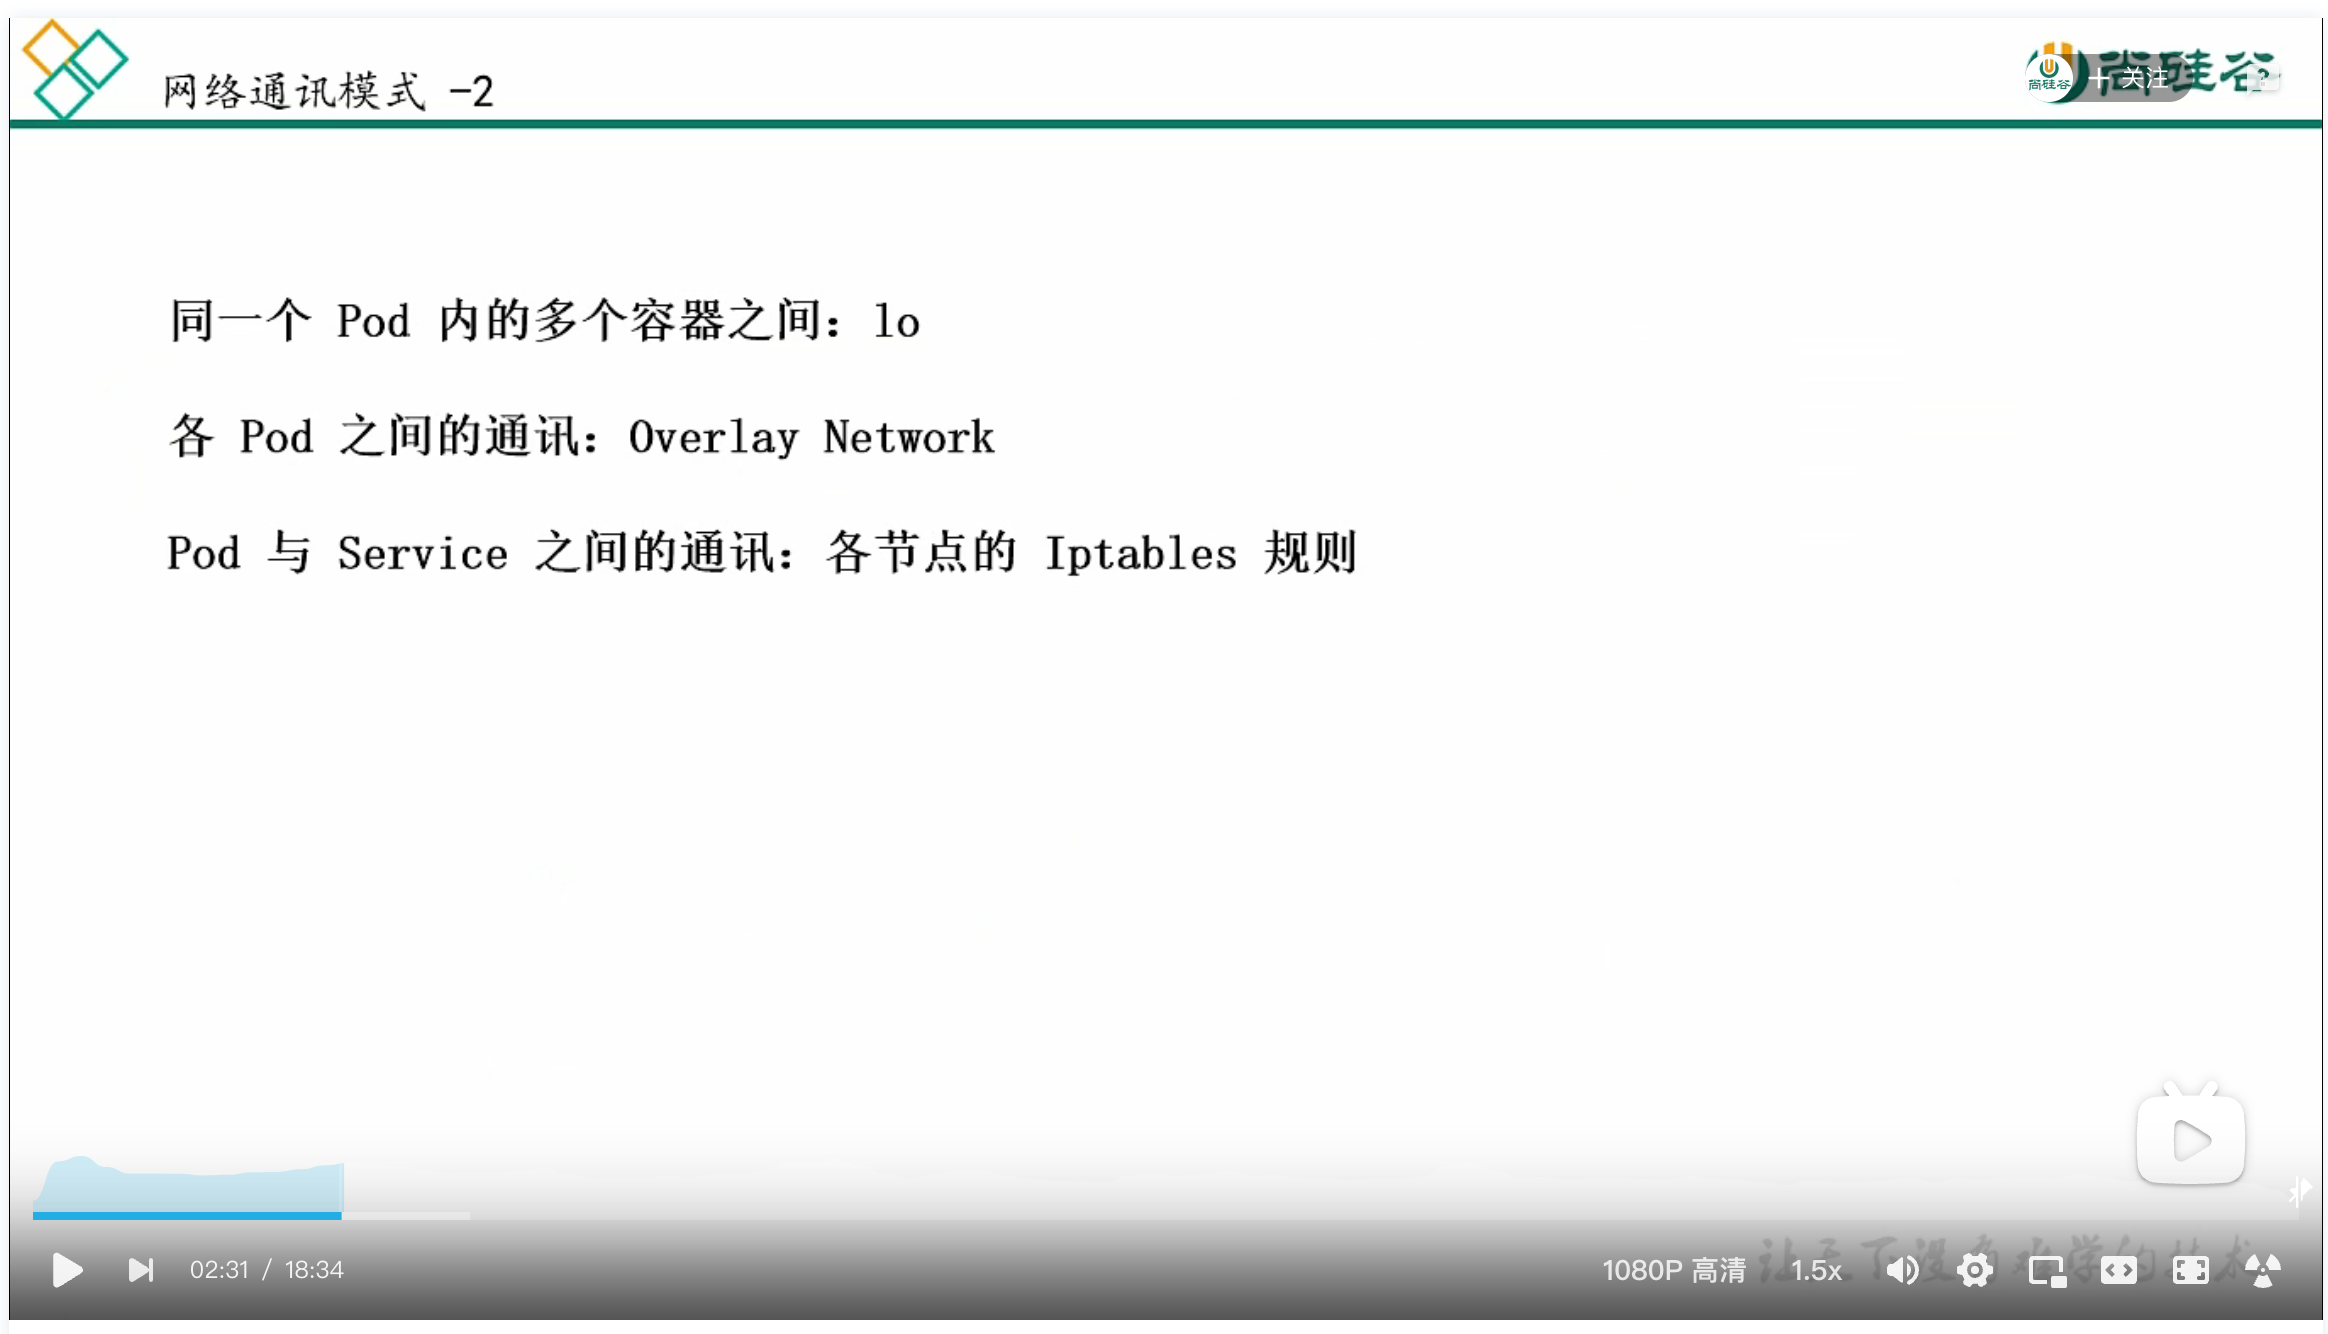 网络通讯模式 -2
尚硅谷
尚硅谷
+ 关注
同一个 Pod 内的多个容器之间：lo
各 Pod 之间的通讯：Overlay Network
Pod 与 Service 之间的通讯：各节点的 Iptables 规则
让天下没有难学的技术
02:31 / 18:34
1080P 高清
1.5x